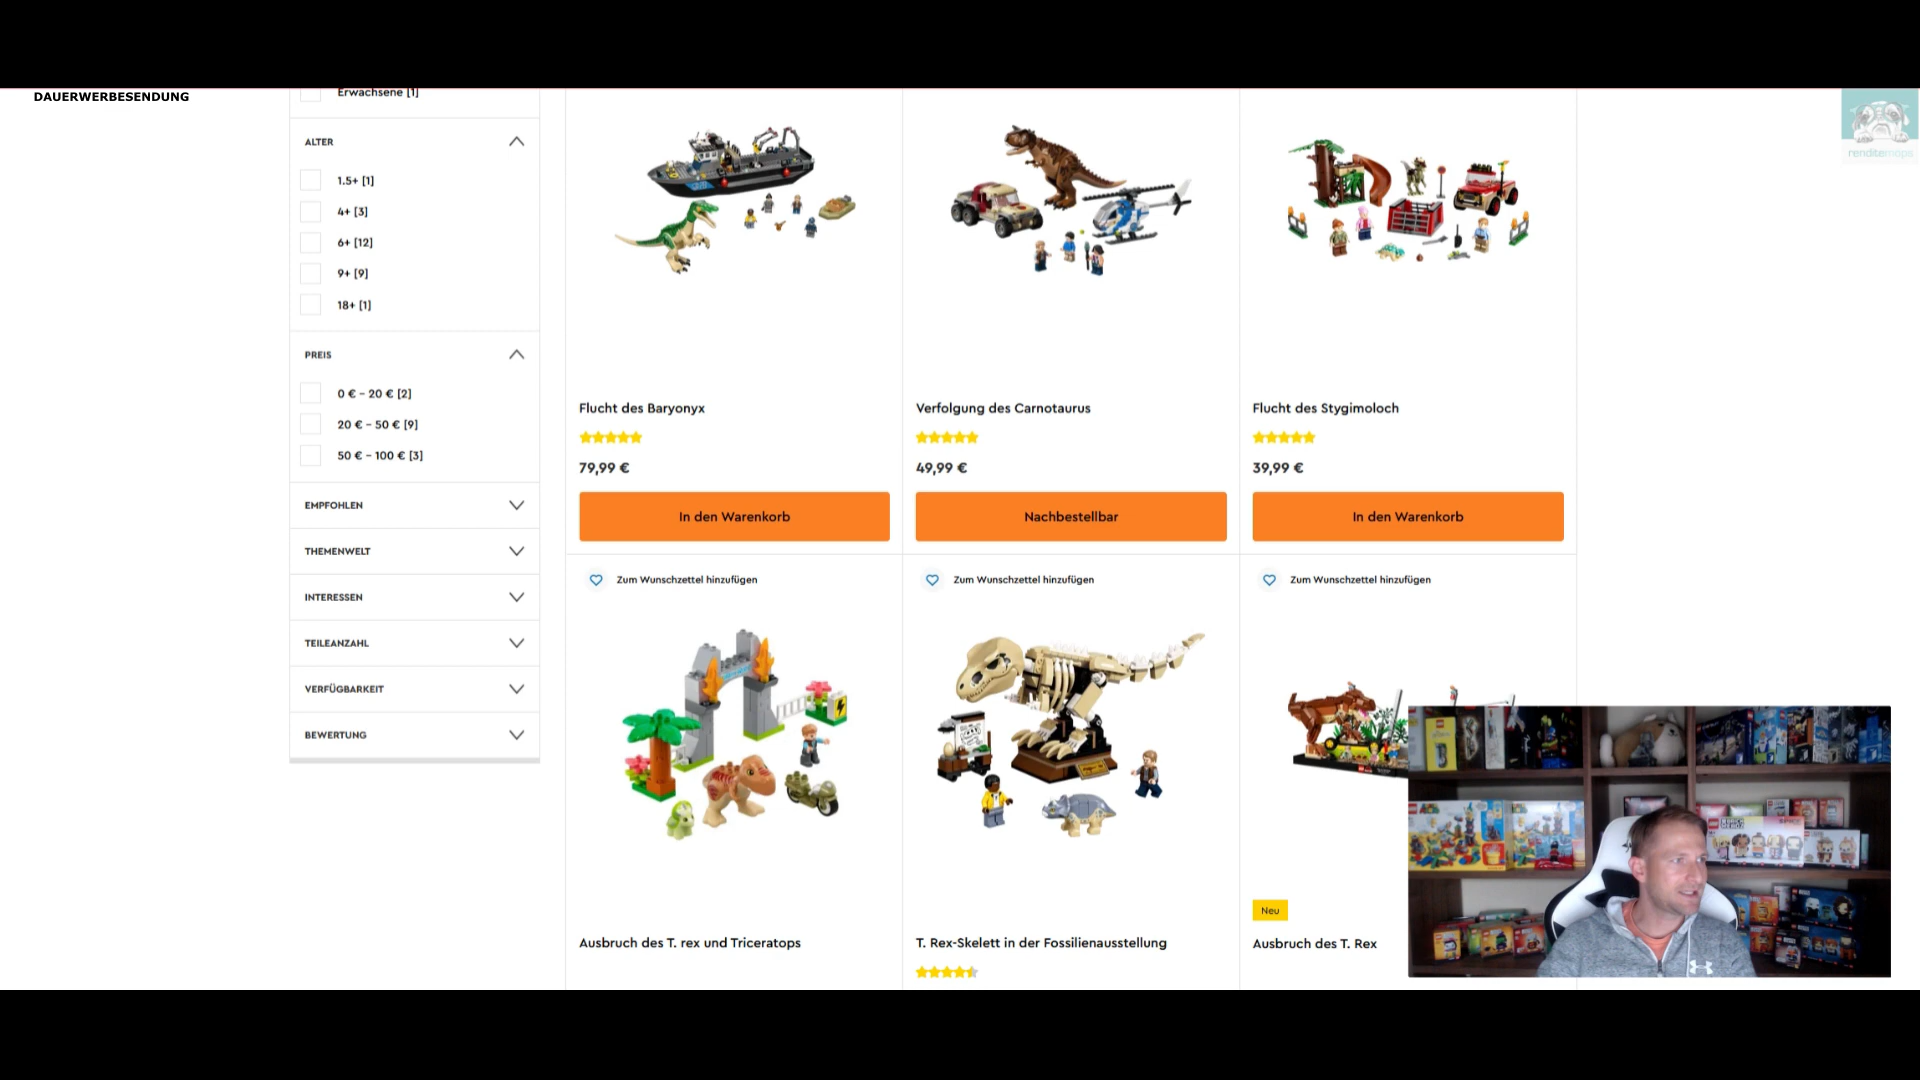 DAUERWERBESENDUNG
Erwachsene [1]
ALTER
1.5+ [1]
4+ [3]
6+ [12]
9+ [9]
18+ [1]
PREIS
0 € – 20 € [2]
20 € – 50 € [9]
50 € – 100 € [3]
EMPFOHLEN
THEMENWELT
INTERESSEN
TEILEANZAHL
VERFÜGBARKEIT
BEWERTUNG
Flucht des Baryonyx
79,99 €
In den Warenkorb
Verfolgung des Carnotaurus
49,99 €
Nachbestellbar
Flucht des Stygimoloch
39,99 €
In den Warenkorb
Zum Wunschzettel hinzufügen
Zum Wunschzettel hinzufügen
Zum Wunschzettel hinzufügen
Ausbruch des T. rex und Triceratops
T. Rex-Skelett in der Fossilienausstellung
Neu
Ausbruch des T. Rex
renditemops